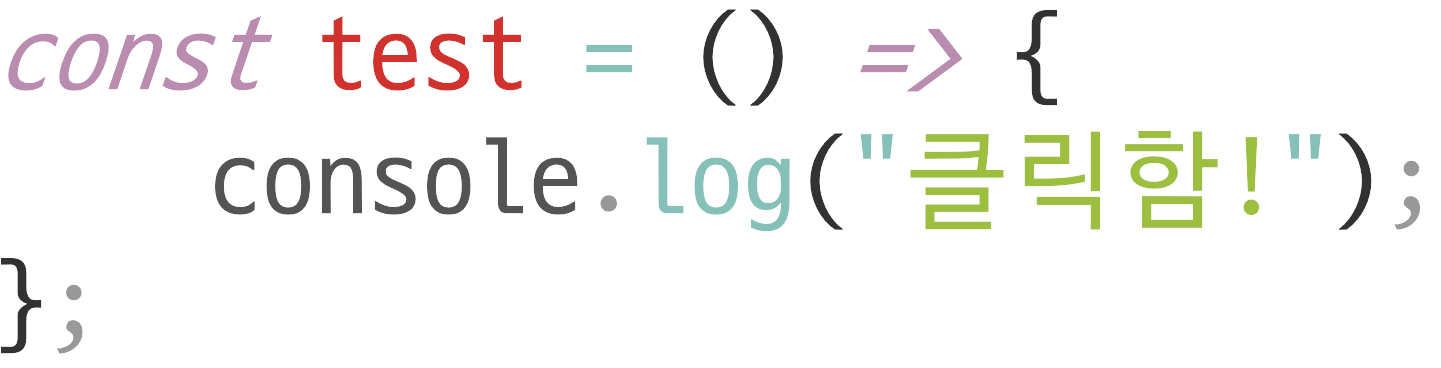 const test = () => {
    console.log("클릭함!");
};